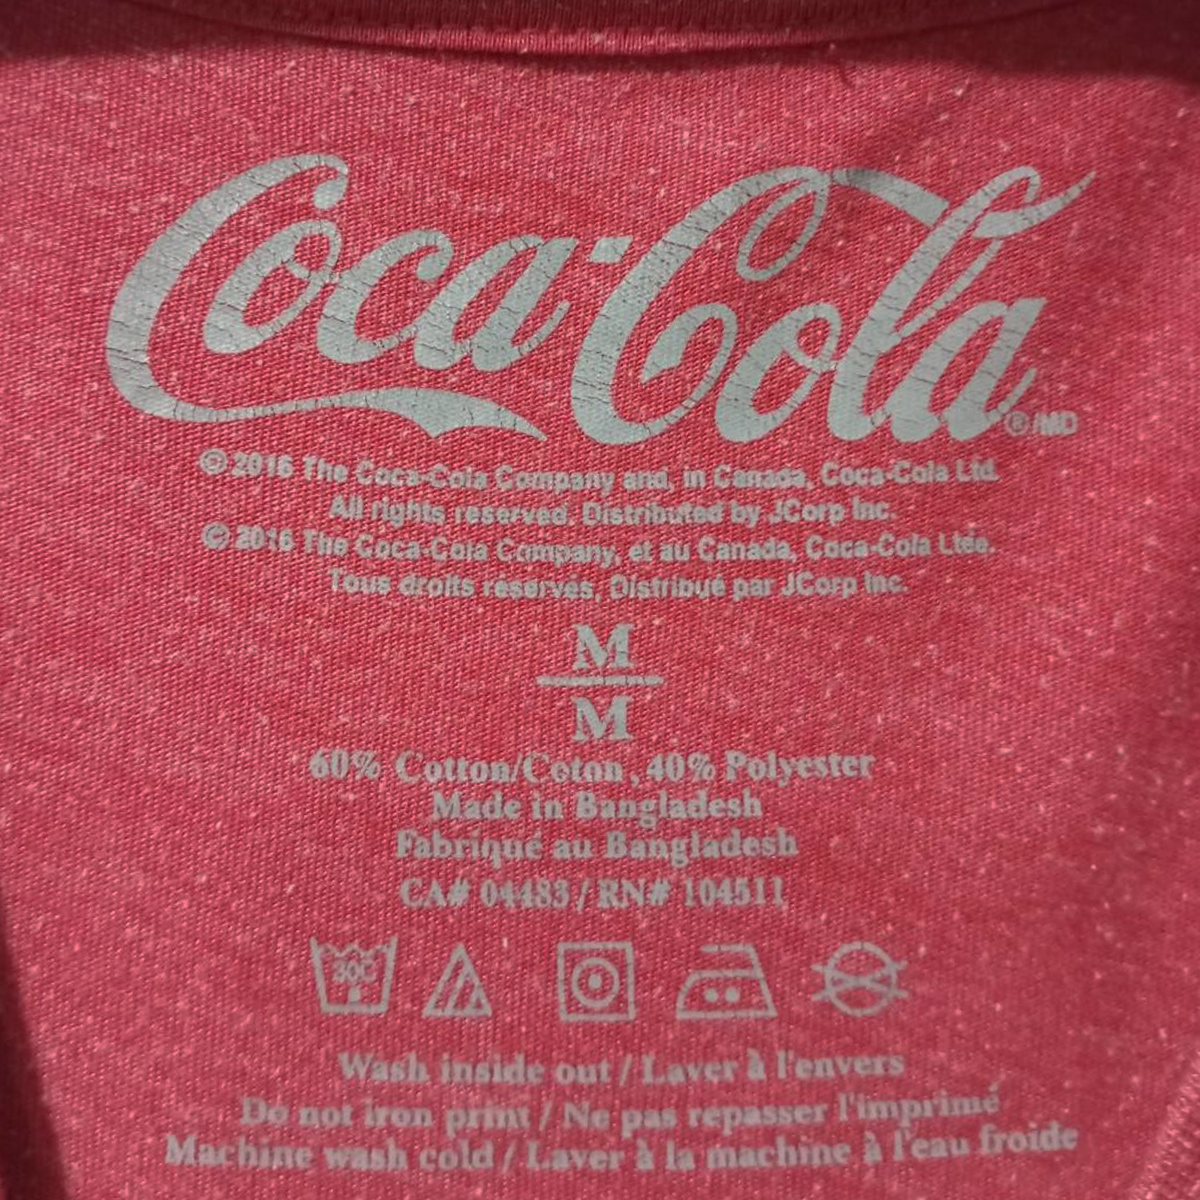 Coca-Cola
®/MD
© 2016 The Coca-Cola Company and, in Canada, Coca-Cola Ltd.
All rights reserved. Distributed by JCorp Inc.
© 2016 The Coca-Cola Company, et au Canada, Coca-Cola Ltée.
Tous droits réservés, Distribué par JCorp Inc.
M
M
60% Cotton/Coton, 40% Polyester
Made in Bangladesh
Fabriqué au Bangladesh
CA# 04483 / RN# 104511
30C
Wash inside out / Laver à l'envers
Do not iron print / Ne pas repasser l'imprimé
Machine wash cold / Laver à la machine à l'eau froide